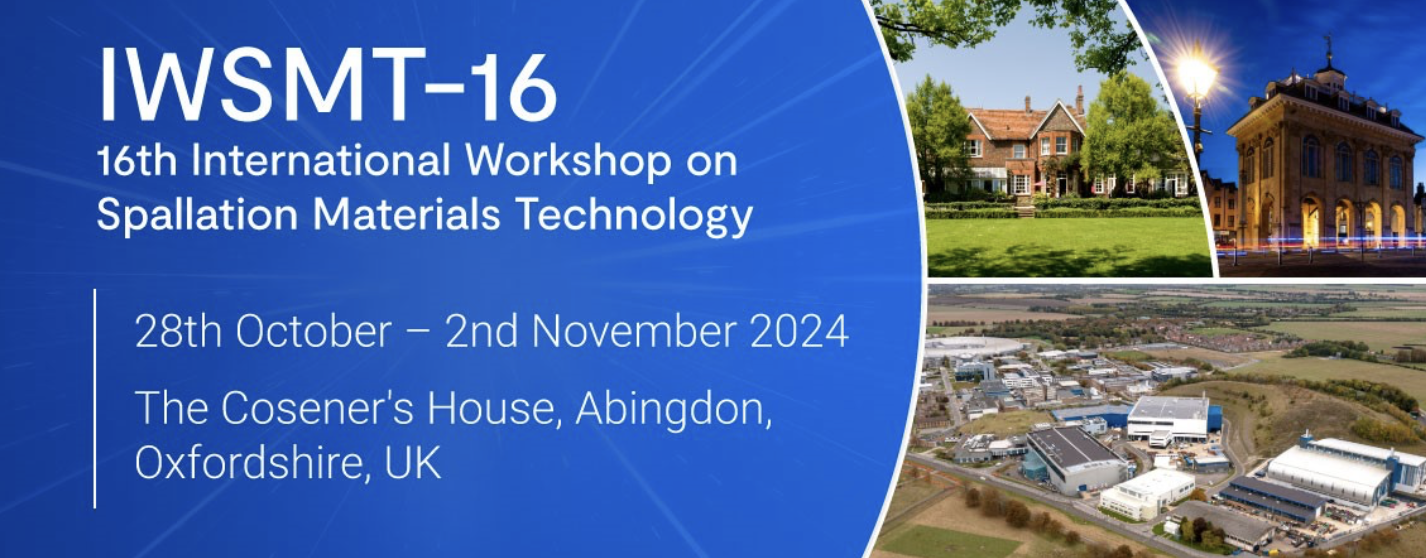 IWSMT-16
16th International Workshop on
Spallation Materials Technology
28th October – 2nd November 2024
The Cosener's House, Abingdon,
Oxfordshire, UK